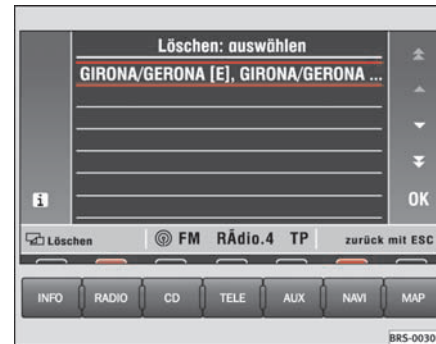 Löschen: auswählen
GIRONA/GERONA [E], GIRONA/GERONA ...
i
OK
Löschen
FM RÁdio.4 TP
zurück mit ESC
INFO RADIO CD TELE AUX NAVI MAP
BRS-0030